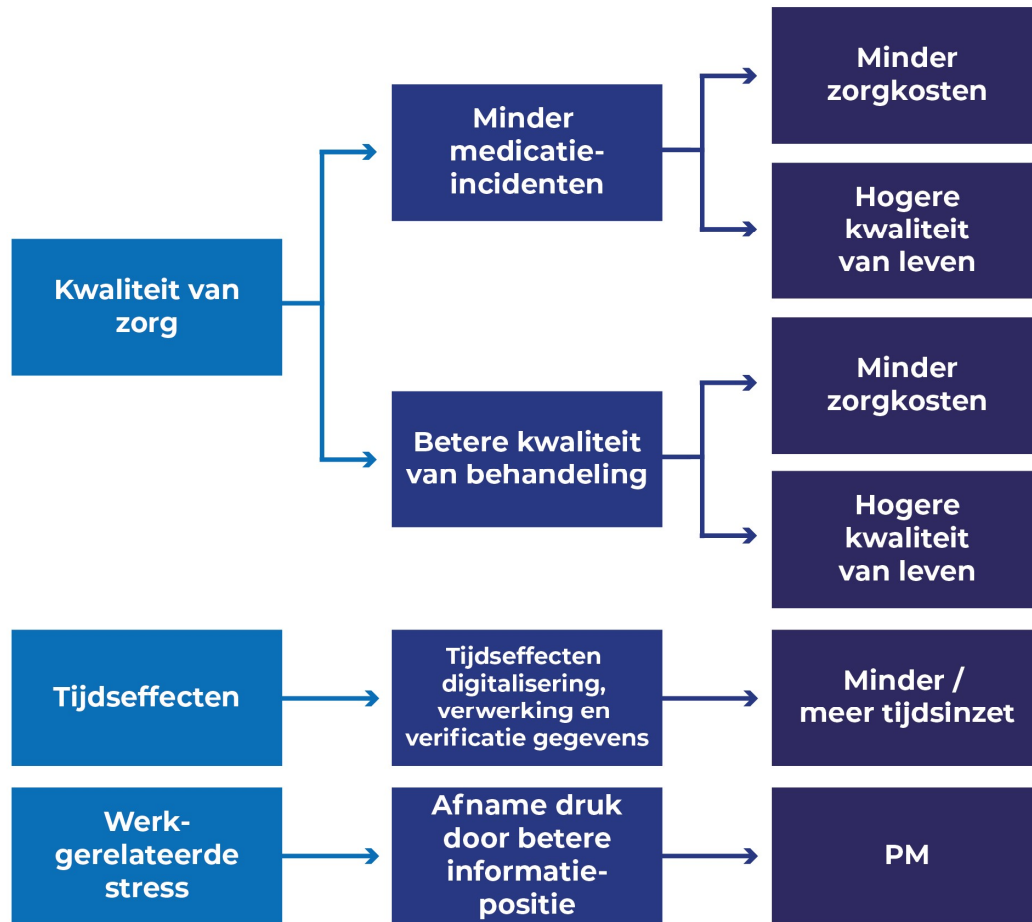 Kwaliteit van
zorg
Minder
medicatie-
incidenten
Minder
zorgkosten
Hogere
kwaliteit
van leven
Betere kwaliteit
van behandeling
Minder
zorgkosten
Hogere
kwaliteit
van leven
Tijdseffecten
Tijdseffecten
digitalisering,
verwerking en
verificatie gegevens
Minder /
meer tijdsinzet
Werk-
gerelateerde
stress
Afname druk
door betere
informatie-
positie
PM